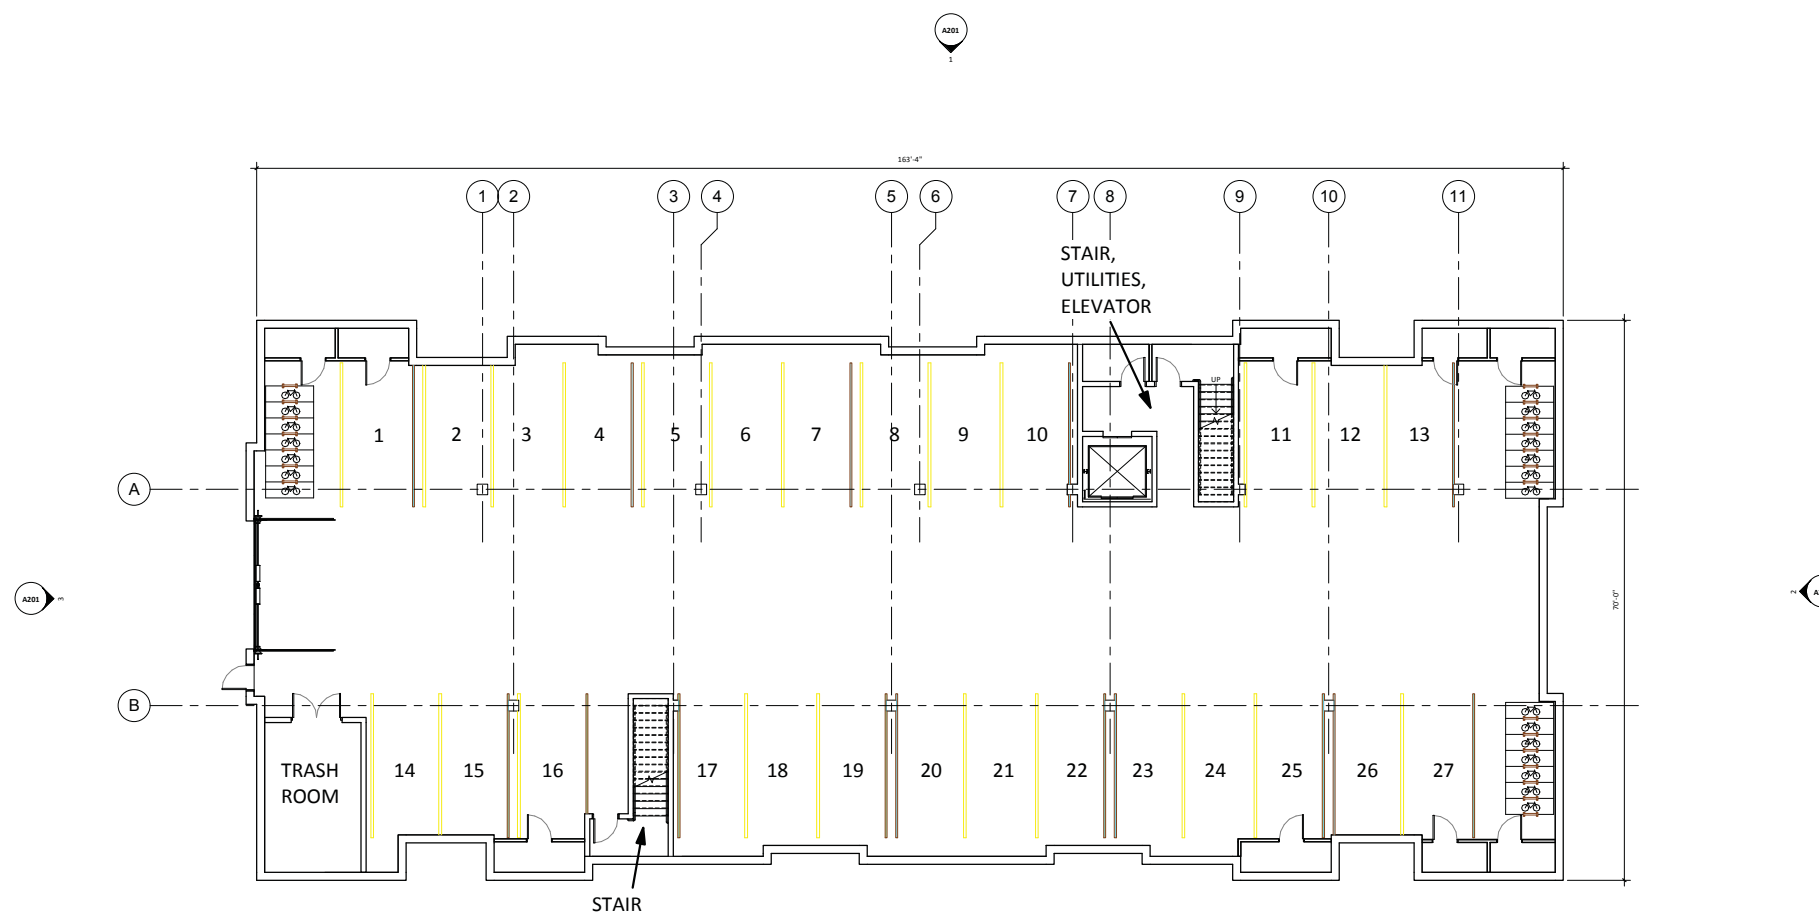 A201
1
163'-4"
1 2 3 4 5 6 7 8 9 10 11
STAIR,
UTILITIES,
ELEVATOR
UP
1 2 3 4 5 6 7 8 9 10 11 12 13
A
A201
3
70'-0"
2
B
14 15 16 17 18 19 20 21 22 23 24 25 26 27
TRASH
ROOM
STAIR